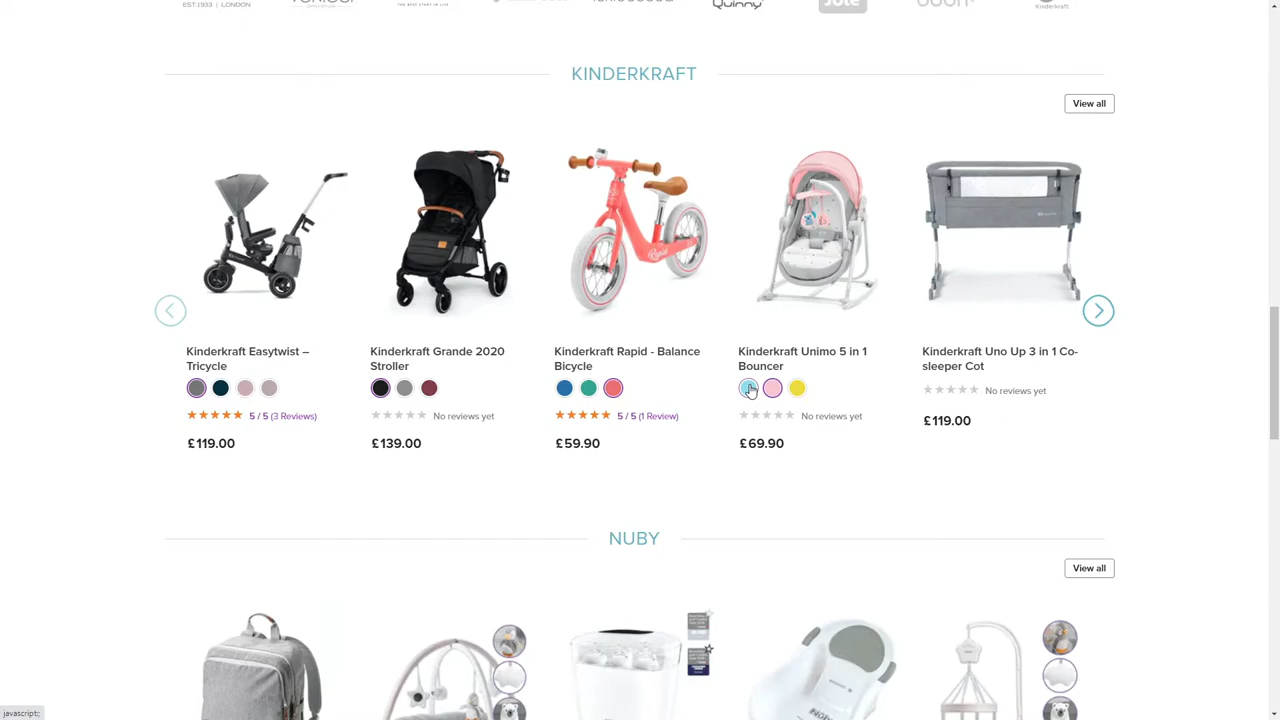 EST.1933 | LONDON
Quinny
Joie
Kinderkraft
KINDERKRAFT
View all
Kinderkraft Easytwist –
Tricycle
5 / 5 (3 Reviews)
£119.00
Kinderkraft Grande 2020
Stroller
No reviews yet
£139.00
Kinderkraft Rapid - Balance
Bicycle
5 / 5 (1 Review)
£59.90
Kinderkraft Unimo 5 in 1
Bouncer
No reviews yet
£69.90
Kinderkraft Uno Up 3 in 1 Co-
sleeper Cot
No reviews yet
£119.00
NUBY
View all
javascript:;